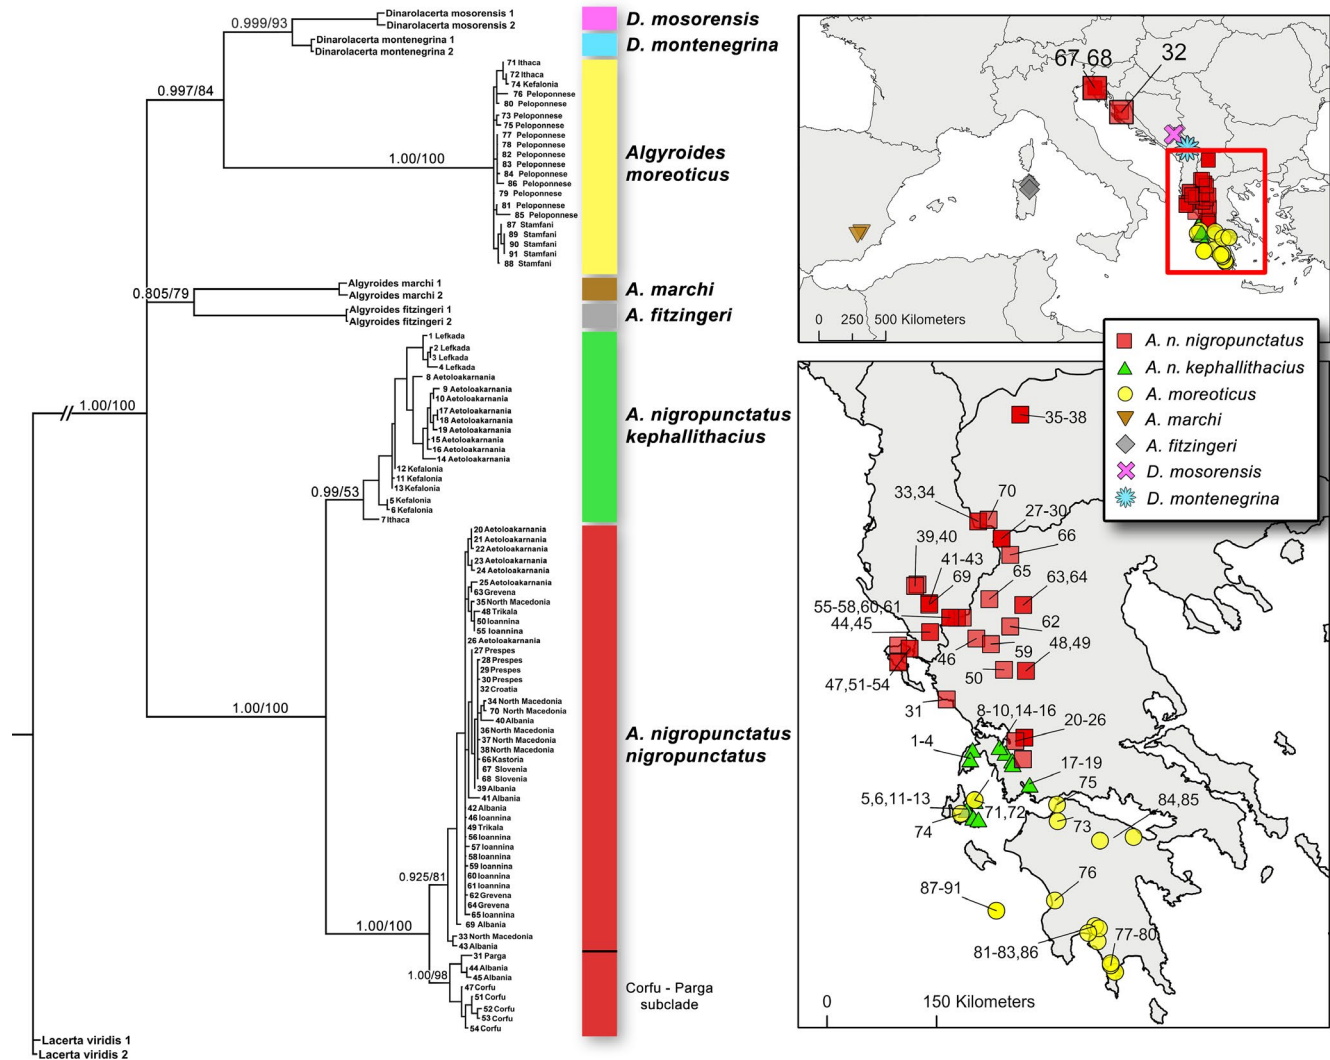 0.999/93
Dinarolacerta mosorensis 1
Dinarolacerta mosorensis 2
Dinarolacerta montenegrina 1
Dinarolacerta montenegrina 2
0.997/84
71 Ithaca
72 Ithaca
74 Kefalonia
76 Peloponnese
80 Peloponnese
73 Peloponnese
75 Peloponnese
77 Peloponnese
78 Peloponnese
82 Peloponnese
83 Peloponnese
84 Peloponnese
86 Peloponnese
79 Peloponnese
81 Peloponnese
85 Peloponnese
87 Stamfani
89 Stamfani
90 Stamfani
91 Stamfani
88 Stamfani
1.00/100
0.805/79
Algyroides marchi 1
Algyroides marchi 2
Algyroides fitzingeri 1
Algyroides fitzingeri 2
1.00/100
1 Lefkada
2 Lefkada
3 Lefkada
4 Lefkada
8 Aetoloakarnania
9 Aetoloakarnania
10 Aetoloakarnania
17 Aetoloakarnania
18 Aetoloakarnania
19 Aetoloakarnania
15 Aetoloakarnania
16 Aetoloakarnania
14 Aetoloakarnania
12 Kefalonia
11 Kefalonia
13 Kefalonia
5 Kefalonia
6 Kefalonia
7 Ithaca
0.99/53
1.00/100
20 Aetoloakarnania
21 Aetoloakarnania
22 Aetoloakarnania
23 Aetoloakarnania
24 Aetoloakarnania
25 Aetoloakarnania
63 Grevena
35 North Macedonia
48 Trikala
50 Ioannina
55 Ioannina
26 Aetoloakarnania
27 Prespes
28 Prespes
29 Prespes
30 Prespes
32 Croatia
34 North Macedonia
70 North Macedonia
40 Albania
36 North Macedonia
37 North Macedonia
38 North Macedonia
66 Kastoria
67 Slovenia
68 Slovenia
39 Albania
41 Albania
42 Albania
46 Ioannina
49 Trikala
56 Ioannina
57 Ioannina
58 Ioannina
59 Ioannina
60 Ioannina
61 Ioannina
62 Grevena
64 Grevena
65 Ioannina
69 Albania
33 North Macedonia
43 Albania
31 Parga
44 Albania
45 Albania
47 Corfu
51 Corfu
52 Corfu
53 Corfu
54 Corfu
0.925/81
1.00/100
1.00/98
Lacerta viridis 1
Lacerta viridis 2
D. mosorensis
D. montenegrina
Algyroides
moreoticus
A. marchi
A. fitzingeri
A. nigropunctatus
kephallithacius
A. nigropunctatus
nigropunctatus
Corfu - Parga
subclade
67,68
32
0 250 500 Kilometers
A. n. nigropunctatus
A. n. kephallithacius
A. moreoticus
A. marchi
A. fitzingeri
D. mosorensis
D. montenegrina
35-38
33,34
70
27-30
66
39,40
41-43
69
65
63,64
55-58,60,61
44,45
62
46
59
48,49
50
47,51-54
31
8-10,14-16
20-26
1-4
17-19
75
5,6,11-13
84,85
71,72
74
73
76
87-91
77-80
81-83,86
0 150 Kilometers